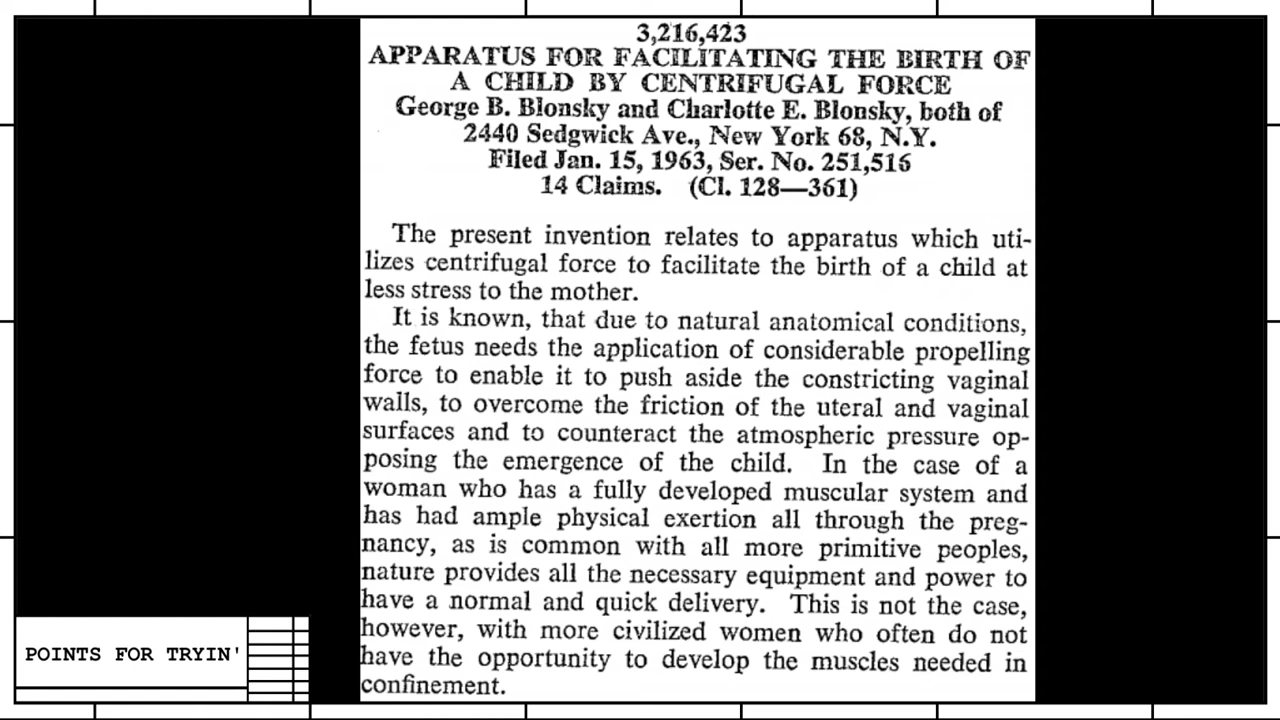 3,216,423
APPARATUS FOR FACILITATING THE BIRTH OF
A CHILD BY CENTRIFUGAL FORCE
George B. Blonsky and Charlotte E. Blonsky, both of
2440 Sedgwick Ave., New York 68, N.Y.
Filed Jan. 15, 1963, Ser. No. 251,516
14 Claims. (Cl. 128—361)
The present invention relates to apparatus which uti-
lizes centrifugal force to facilitate the birth of a child at
less stress to the mother.
It is known, that due to natural anatomical conditions,
the fetus needs the application of considerable propelling
force to enable it to push aside the constricting vaginal
walls, to overcome the friction of the uteral and vaginal
surfaces and to counteract the atmospheric pressure op-
posing the emergence of the child. In the case of a
woman who has a fully developed muscular system and
has had ample physical exertion all through the preg-
nancy, as is common with all more primitive peoples,
nature provides all the necessary equipment and power to
have a normal and quick delivery. This is not the case,
however, with more civilized women who often do not
have the opportunity to develop the muscles needed in
confinement.
POINTS FOR TRYIN'